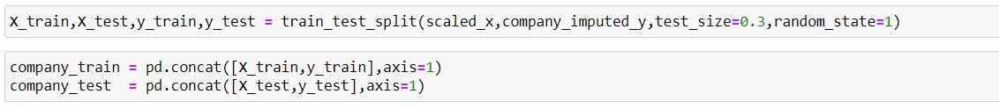 X_train,X_test,y_train,y_test = train_test_split(scaled_x,company_imputed_y,test_size=0.3,random_state=1)
company_train = pd.concat([X_train,y_train],axis=1)
company_test  = pd.concat([X_test,y_test],axis=1)